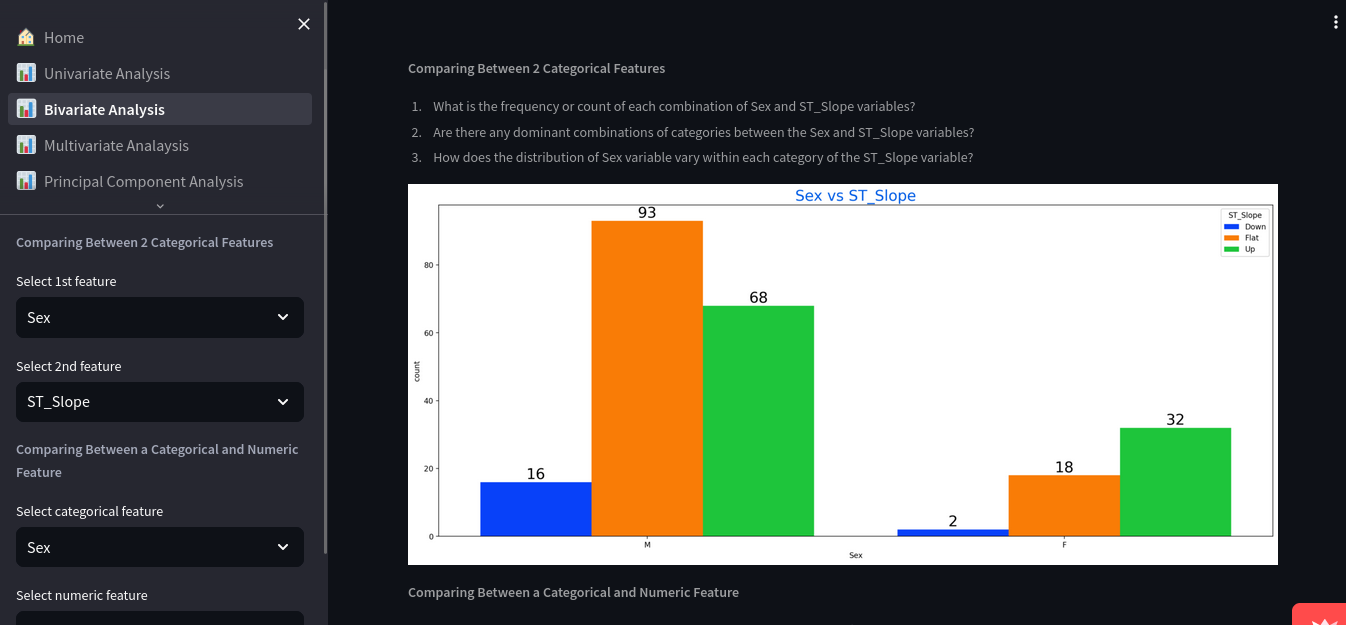 Home
Univariate Analysis
Bivariate Analysis
Multivariate Analaysis
Principal Component Analysis
Comparing Between 2 Categorical Features
Select 1st feature
Sex
Select 2nd feature
ST_Slope
Comparing Between a Categorical and Numeric
Feature
Select categorical feature
Sex
Select numeric feature
Comparing Between 2 Categorical Features
1. What is the frequency or count of each combination of Sex and ST_Slope variables?
2. Are there any dominant combinations of categories between the Sex and ST_Slope variables?
3. How does the distribution of Sex variable vary within each category of the ST_Slope variable?
Sex vs ST_Slope
ST_Slope
Down
Flat
Up
93
68
16
2
18
32
80
60
40
20
0
count
M
F
Sex
Comparing Between a Categorical and Numeric Feature